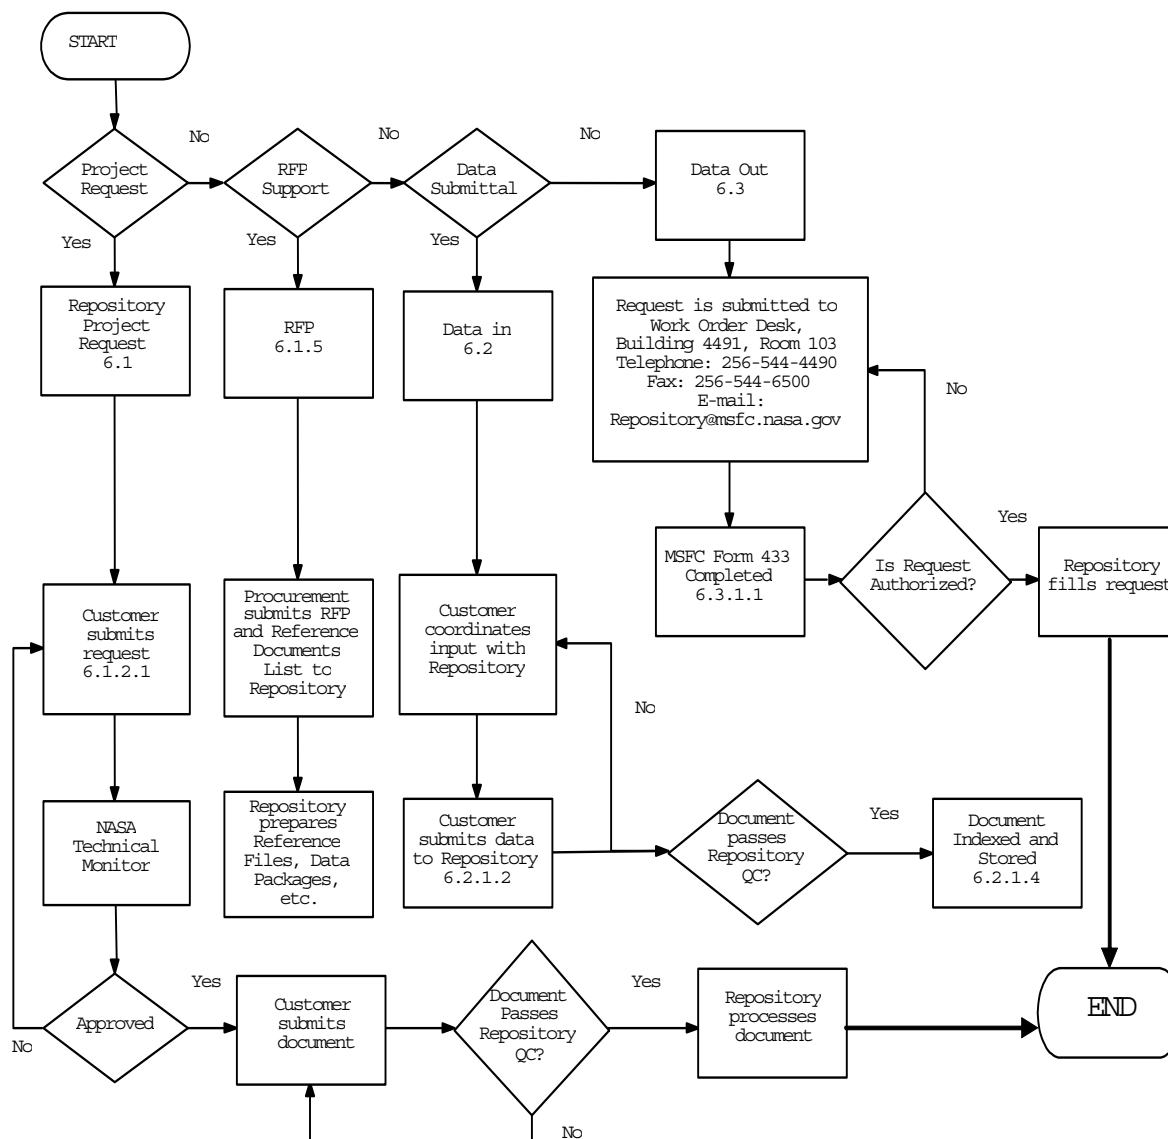 START
No
No
No
Project
Request
RFP
Support
Data
Submittal
Data Out
6.3
Yes
Yes
Yes
Repository
Project
Request
6.1
RFP
6.1.5
Data in
6.2
Request is submitted to
Work Order Desk,
Building 4491, Room 103
Telephone: 256-544-4490
Fax: 256-544-6500
E-mail:
Repository@msfc.nasa.gov
No
Yes
MSFC Form 433
Completed
6.3.1.1
Is Request
Authorized?
Repository
fills request
Customer
submits
request
6.1.2.1
Procurement
submits RFP
and Reference
Documents
List to
Repository
Customer
coordinates
input with
Repository
No
NASA
Technical
Monitor
Repository
prepares
Reference
Files, Data
Packages,
etc.
Customer
submits data
to Repository
6.2.1.2
Document
passes
Repository
QC?
Yes
Document
Indexed and
Stored
6.2.1.4
Approved
Yes
No
Customer
submits
document
Document
Passes
Repository
QC?
Yes
Repository
processes
document
END
No